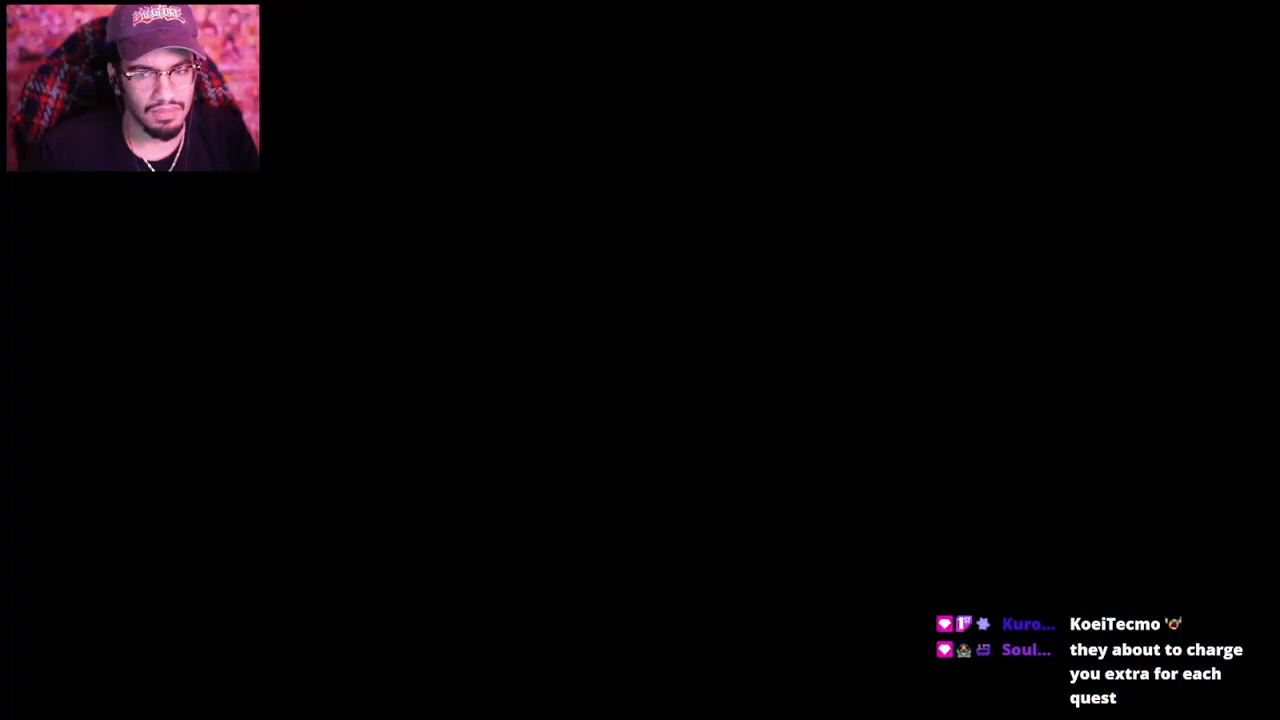 Kuro... KoeiTecmo
Soul... they about to charge
you extra for each
quest